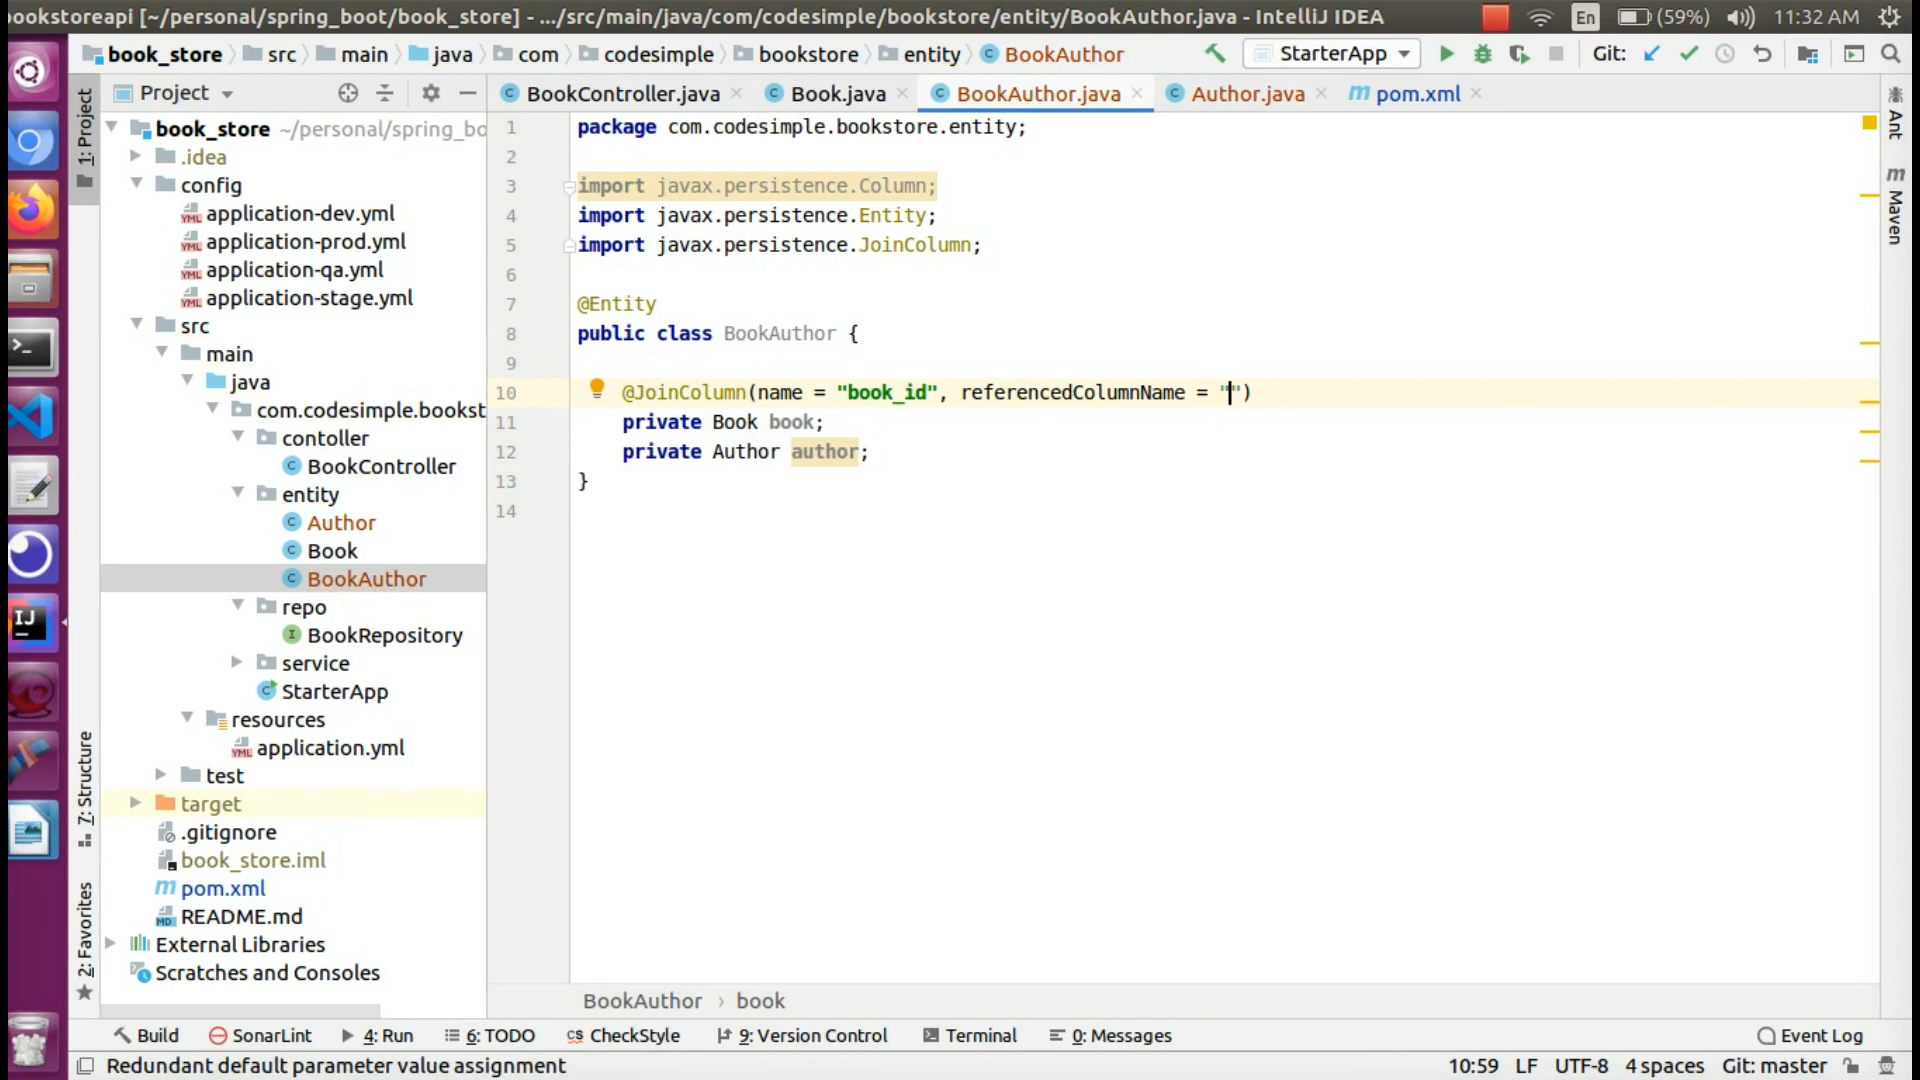 ookstoreapi [~/personal/spring_boot/book_store] - .../src/main/java/com/codesimple/bookstore/entity/BookAuthor.java - IntelliJ IDEA
En (59%) 11:32 AM
book_store src main java com codesimple bookstore entity BookAuthor StarterApp Git:
Project BookController.java Book.java BookAuthor.java Author.java pom.xml
1: Project
7: Structure
2: Favorites
Ant
Maven
book_store ~/personal/spring_bo
.idea
config
application-dev.yml
application-prod.yml
application-qa.yml
application-stage.yml
src
main
java
com.codesimple.bookst
contoller
BookController
entity
Author
Book
BookAuthor
repo
BookRepository
service
StarterApp
resources
application.yml
test
target
.gitignore
book_store.iml
pom.xml
README.md
External Libraries
Scratches and Consoles
1 package com.codesimple.bookstore.entity;
2
3 import javax.persistence.Column;
4 import javax.persistence.Entity;
5 import javax.persistence.JoinColumn;
6
7 @Entity
8 public class BookAuthor {
9
10 @JoinColumn(name = "book_id", referencedColumnName = "")
11 private Book book;
12 private Author author;
13 }
14
BookAuthor › book
Build SonarLint 4: Run 6: TODO CheckStyle 9: Version Control Terminal 0: Messages Event Log
Redundant default parameter value assignment 10:59 LF UTF-8 4 spaces Git: master